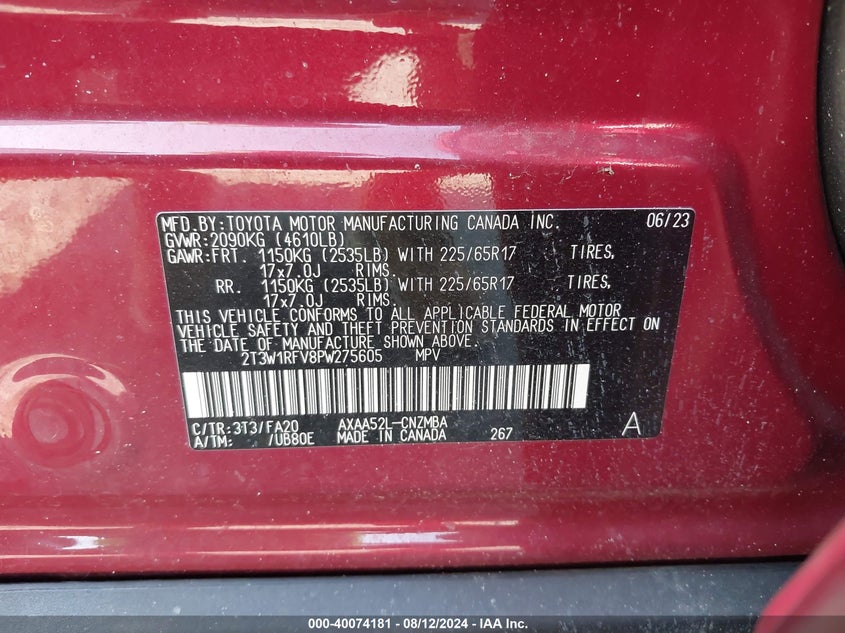 MFD.BY:TOYOTA MOTOR MANUFACTURING CANADA INC. 06/23
GVWR:2090KG (4610LB)
GAWR:FRT. 1150KG (2535LB) WITH 225/65R17 TIRES,
17x7.0J RIMS.
RR. 1150KG (2535LB) WITH 225/65R17 TIRES,
17x7.0J RIMS.
THIS VEHICLE CONFORMS TO ALL APPLICABLE FEDERAL MOTOR
VEHICLE SAFETY AND THEFT PREVENTION STANDARDS IN EFFECT ON
THE DATE OF MANUFACTURE SHOWN ABOVE.
2T3W1RFV8PW275605 MPV
C/TR:3T3/FA20 AXAA52L-CNZMBA
A/TM: /UB80E MADE IN CANADA 267 A
000-40074181 - 08/12/2024 - IAA Inc.